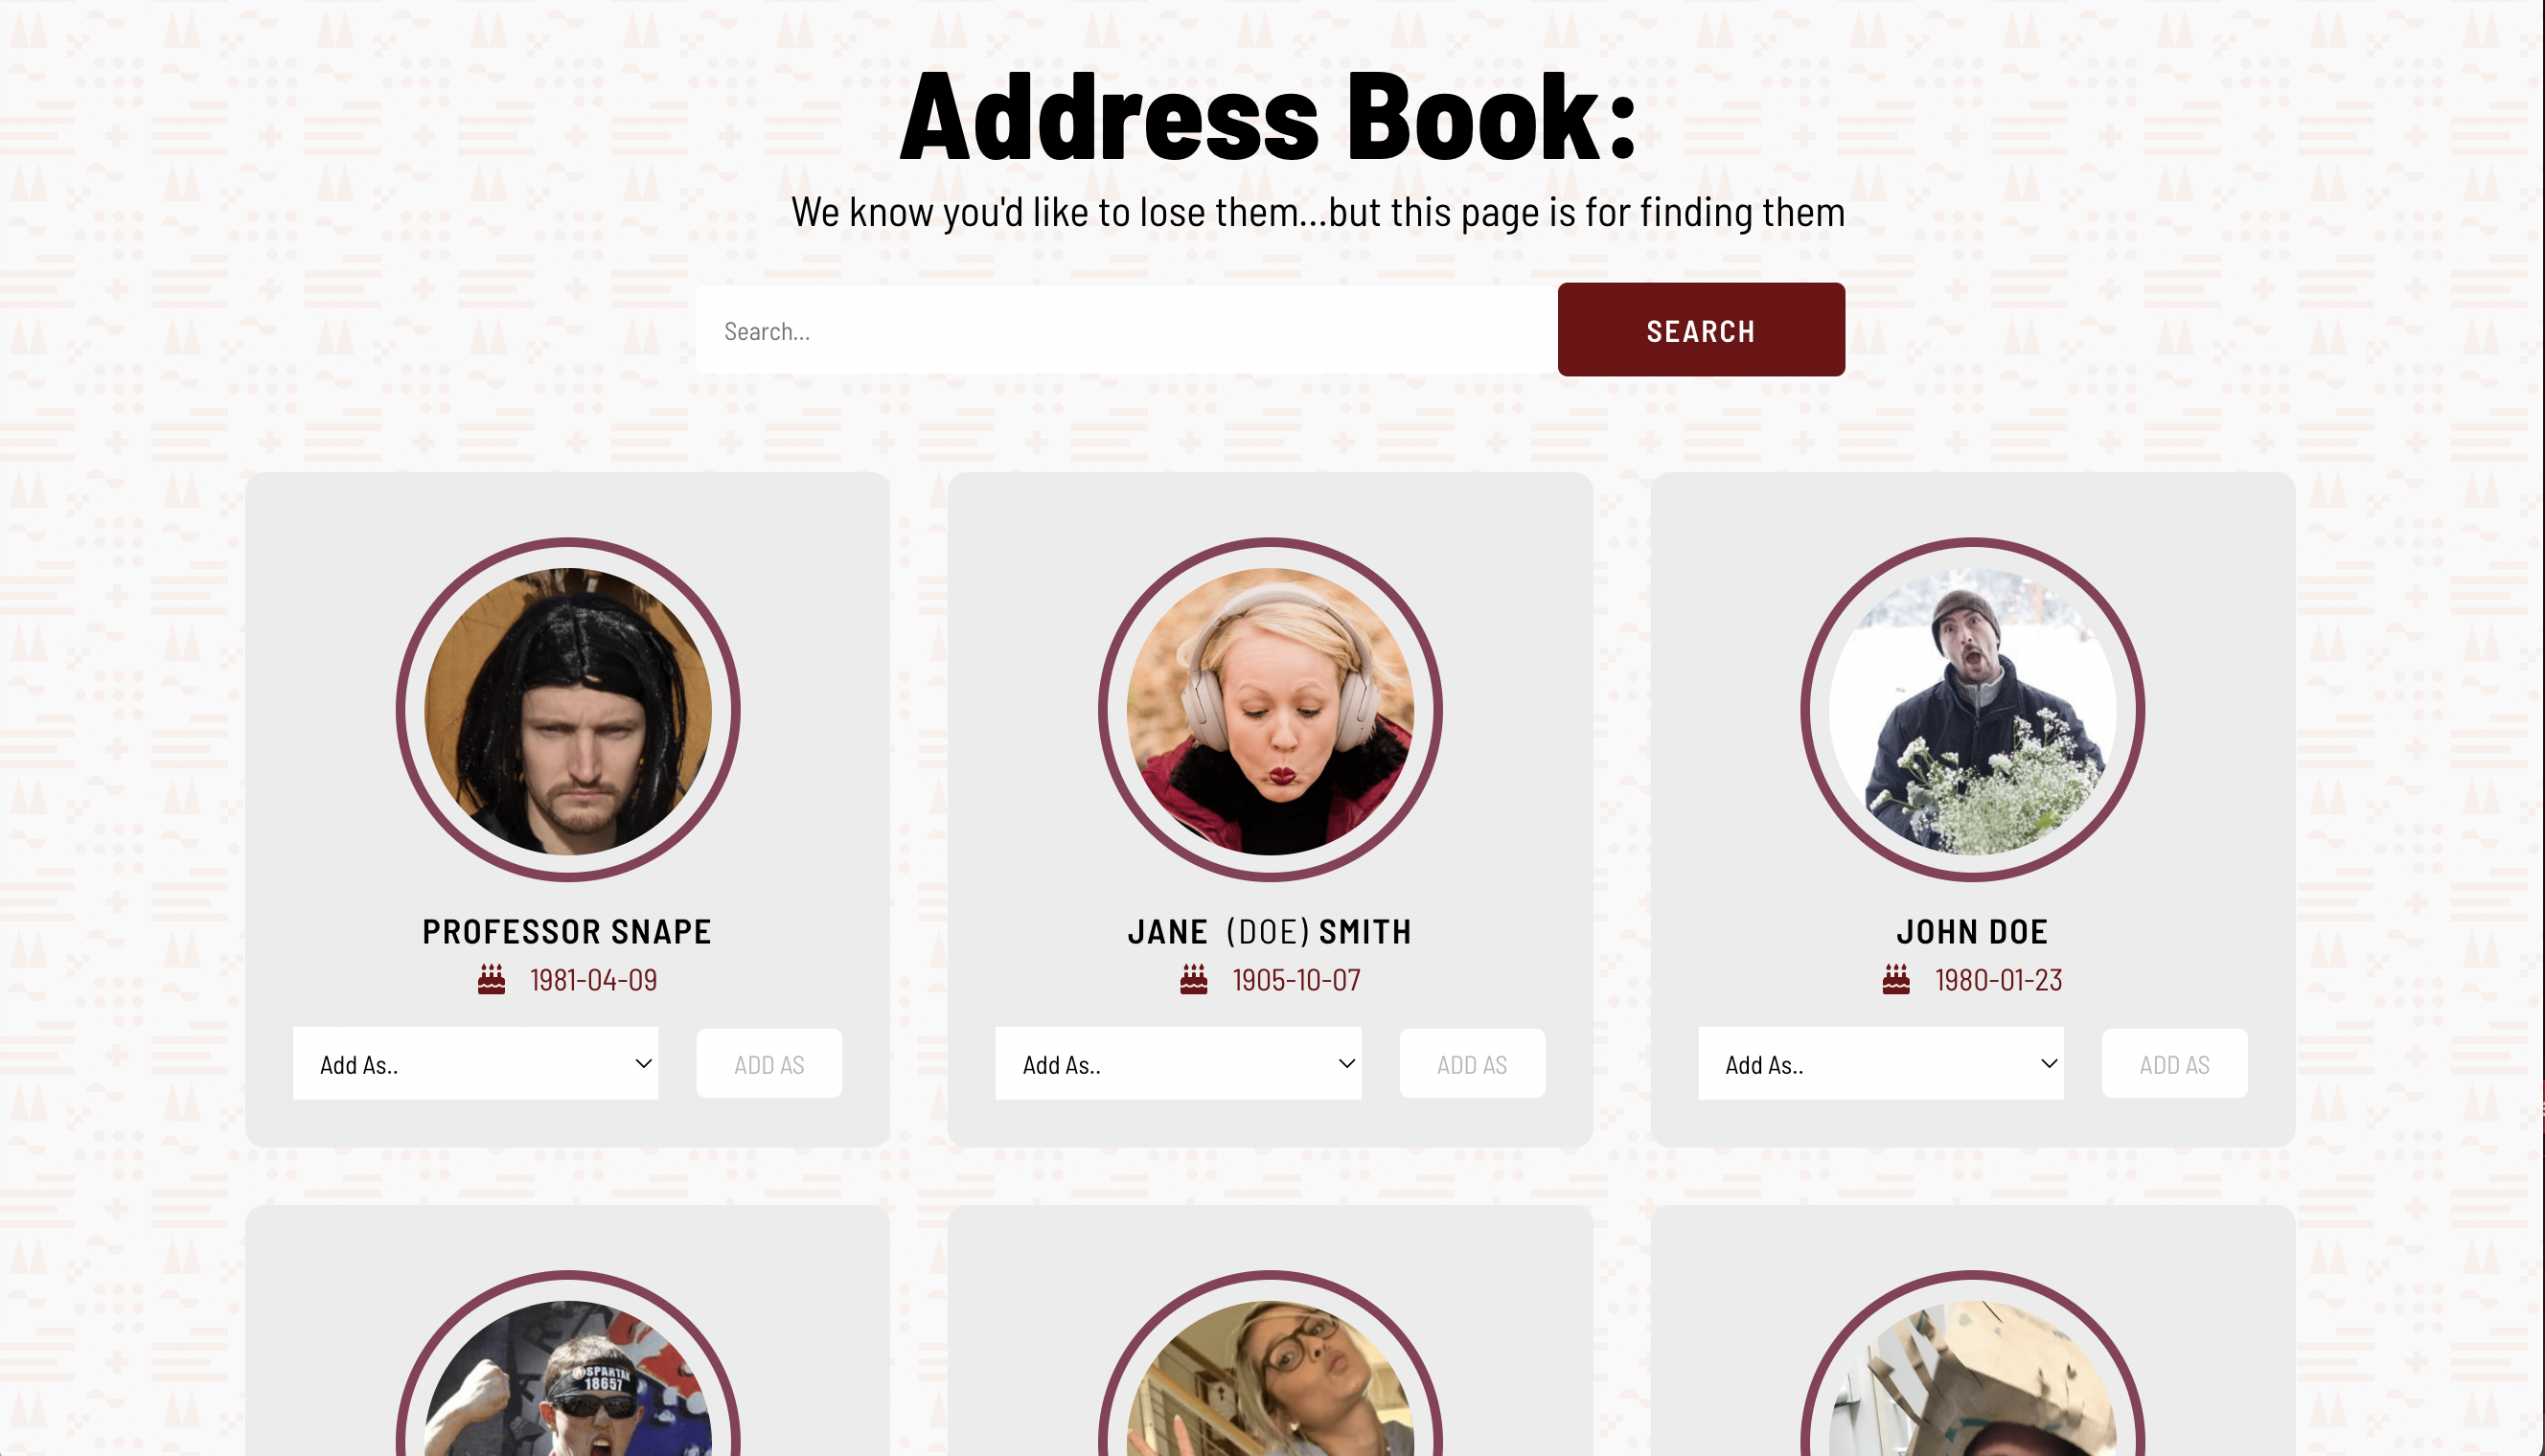 Address Book:
We know you'd like to lose them...but this page is for finding them
Search...
SEARCH
PROFESSOR SNAPE
1981-04-09
Add As..
ADD AS
JANE (DOE) SMITH
1905-10-07
Add As..
ADD AS
JOHN DOE
1980-01-23
Add As..
ADD AS
SPARTAN
18657